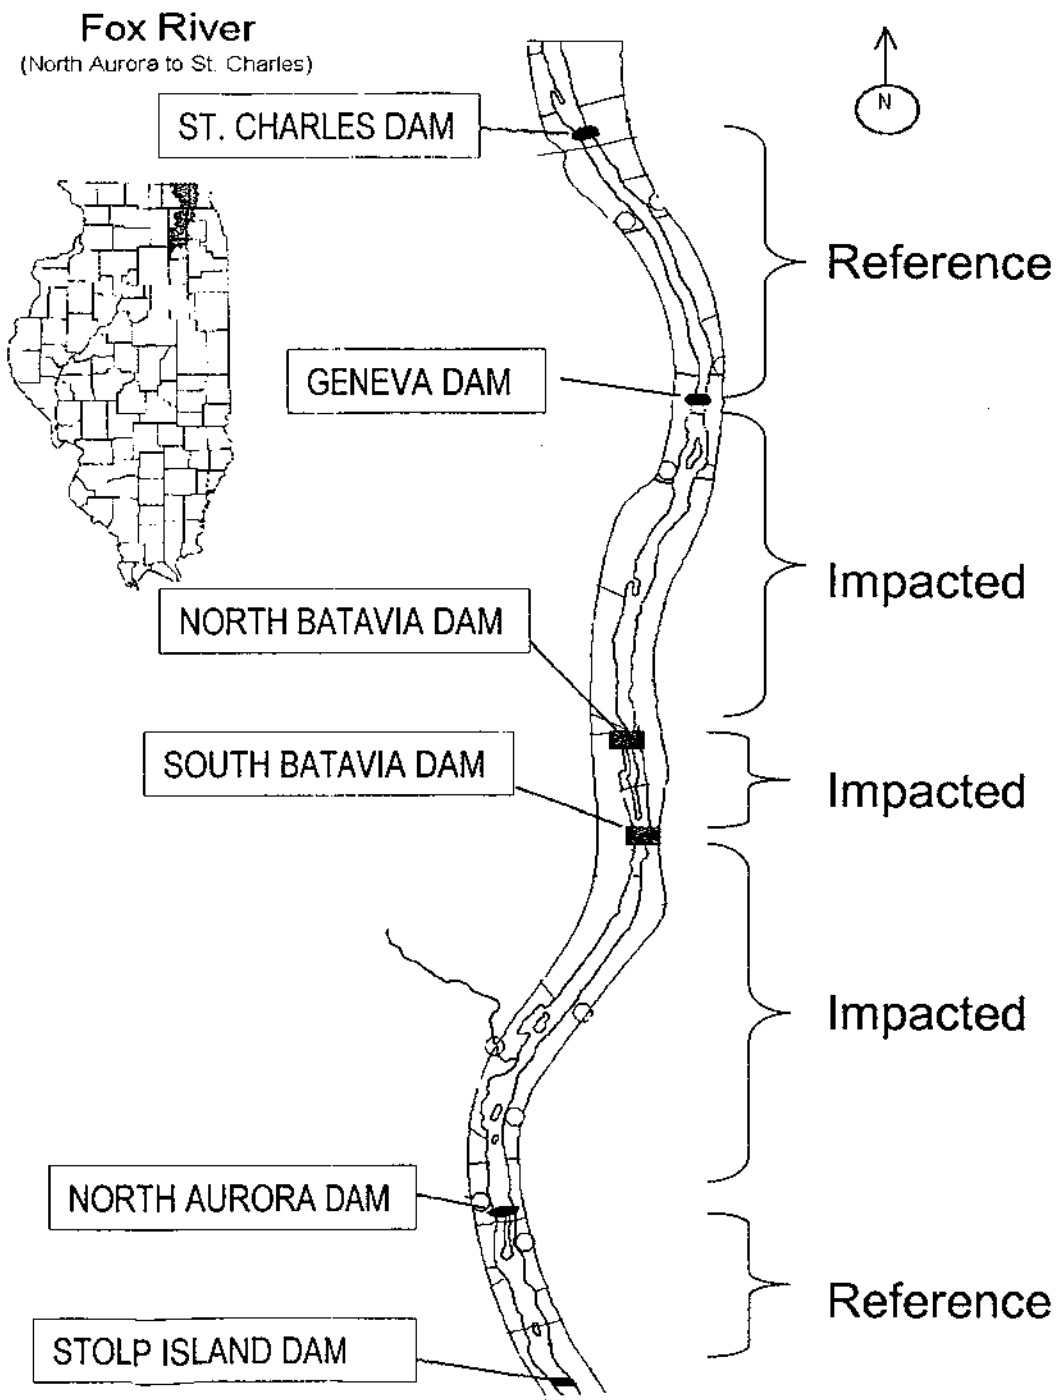 Fox River
(North Aurora to St. Charles)
N
ST. CHARLES DAM
Reference
GENEVA DAM
Impacted
NORTH BATAVIA DAM
SOUTH BATAVIA DAM
Impacted
Impacted
NORTH AURORA DAM
Reference
STOLP ISLAND DAM